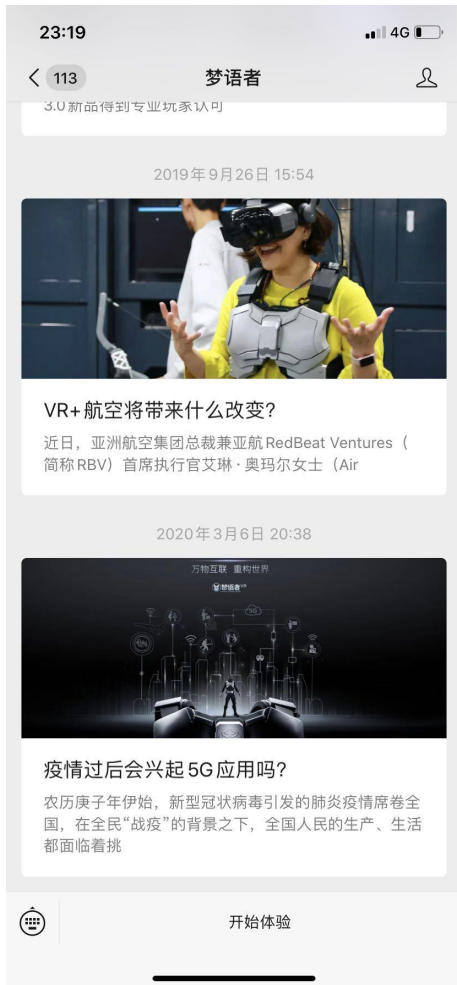 23:19
4G
113
梦语者
3.0新品得到专业玩家认可
2019年9月26日 15:54
VR+航空将带来什么改变?
近日，亚洲航空集团总裁兼亚航RedBeat Ventures（
简称RBV）首席执行官艾琳·奥玛尔女士（Air
2020年3月6日 20:38
万物互联 重构世界
梦语者
5G
疫情过后会兴起5G应用吗?
农历庚子年伊始，新型冠状病毒引发的肺炎疫情席卷全
国，在全民“战疫”的背景之下，全国人民的生产、生活
都面临着挑
开始体验